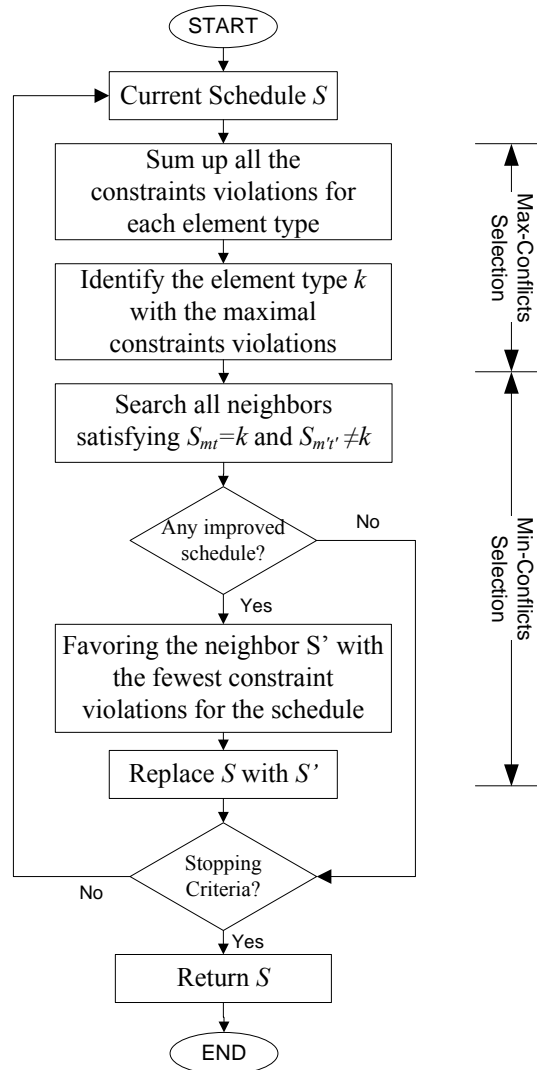 START
Current Schedule S
Sum up all the
constraints violations for
each element type
Identify the element type k
with the maximal
constraints violations
Max-Conflicts
Selection
Search all neighbors
satisfying Smt=k and Sm't' ≠k
Any improved
schedule?
No
Yes
Favoring the neighbor S’ with
the fewest constraint
violations for the schedule
Replace S with S’
Min-Conflicts
Selection
Stopping
Criteria?
No
Yes
Return S
END